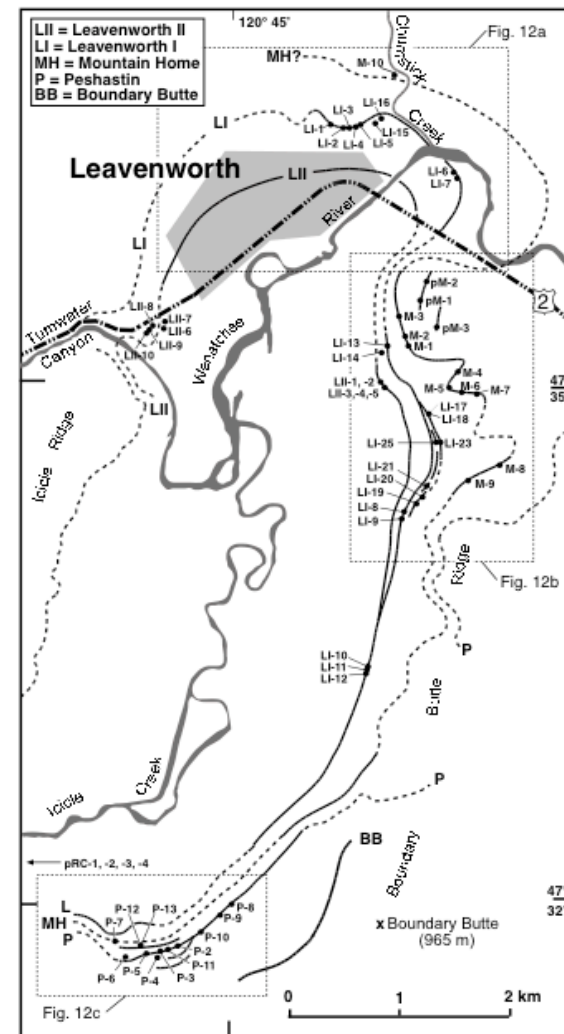 LII = Leavenworth II
LI = Leavenworth I
MH = Mountain Home
P = Peshastin
BB = Boundary Butte
120° 45'
Fig. 12a
MH?
M-10
Chumstick
Creek
LI
LI-1
LI-2
LI-3
LI-4
LI-16
LI-15
LI-5
Leavenworth
LII
LI-6
LI-7
River
LI
2
Tumwater
Canyon
LII-8
LII-7
LII-6
LII-9
LII-10
Wenatchee
pM-2
pM-1
M-3
pM-3
M-2
M-1
LI-13
LI-14
LII-1, -2
LII-3, -4, -5
M-4
M-5
M-6
M-7
47
35
LII
Icicle Ridge
LI-17
LI-18
LI-25
LI-23
M-8
M-9
LI-21
LI-20
LI-19
LI-8
LI-9
Ridge
Fig. 12b
P
LI-10
LI-11
LI-12
Butte
P
Icicle
Creek
Boundary
BB
pRC-1, -2, -3, -4
L
MH
P
P-7
P-12
P-13
P-8
P-9
P-10
P-2
P-11
P-3
P-4
P-5
P-6
47°
32'
x Boundary Butte
(965 m)
Fig. 12c
0 1 2 km